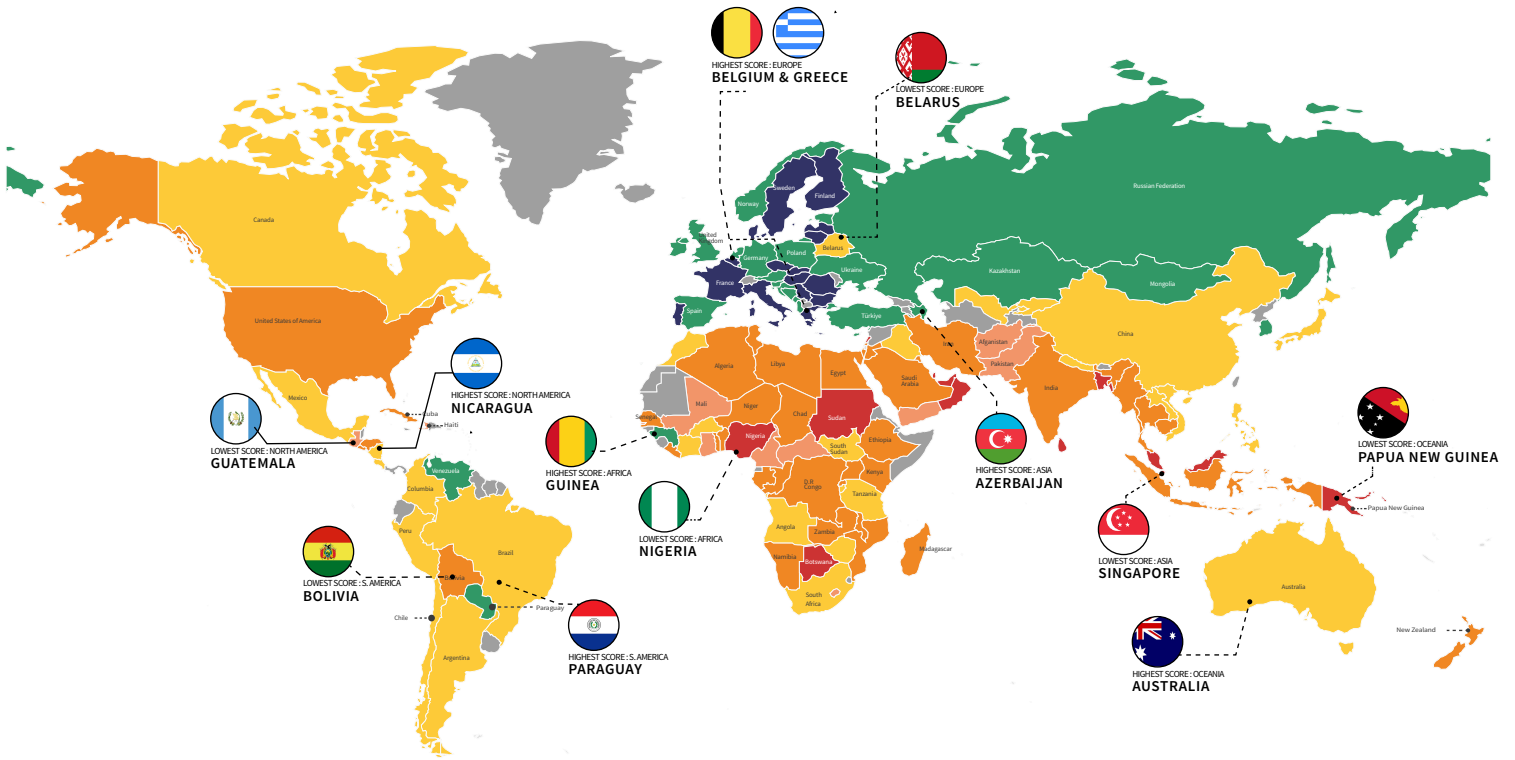 HIGHEST SCORE : EUROPE
BELGIUM & GREECE
LOWEST SCORE : EUROPE
BELARUS
Russian Federation
Sweden
Finland
Norway
Canada
United
Kingdom
Belarus
Poland
Germany
Ukraine
Kazakhstan
France
Mongolia
Spain
Türkiye
United States of America
China
Iran
Afganistan
Pakistan
Algeria
Libya
Egypt
Saudi
Arabia
India
HIGHEST SCORE : NORTH AMERICA
NICARAGUA
Mexico
Cuba
Haiti
Mali
Niger
Chad
Sudan
Senegal
Nigeria
Ethiopia
South
Sudan
LOWEST SCORE : NORTH AMERICA
GUATEMALA
HIGHEST SCORE : AFRICA
GUINEA
HIGHEST SCORE : ASIA
AZERBAIJAN
LOWEST SCORE : OCEANIA
PAPUA NEW GUINEA
Venezuela
Columbia
Kenya
D.R
Congo
Tanzania
Papua New Guinea
Peru
Brazil
Angola
Zambia
LOWEST SCORE : AFRICA
NIGERIA
Madagascar
Namibia
Botswana
LOWEST SCORE : ASIA
SINGAPORE
LOWEST SCORE : S. AMERICA
BOLIVIA
Bolivia
South
Africa
Australia
Paraguay
Chile
New Zealand
Argentina
HIGHEST SCORE : S. AMERICA
PARAGUAY
HIGHEST SCORE : OCEANIA
AUSTRALIA